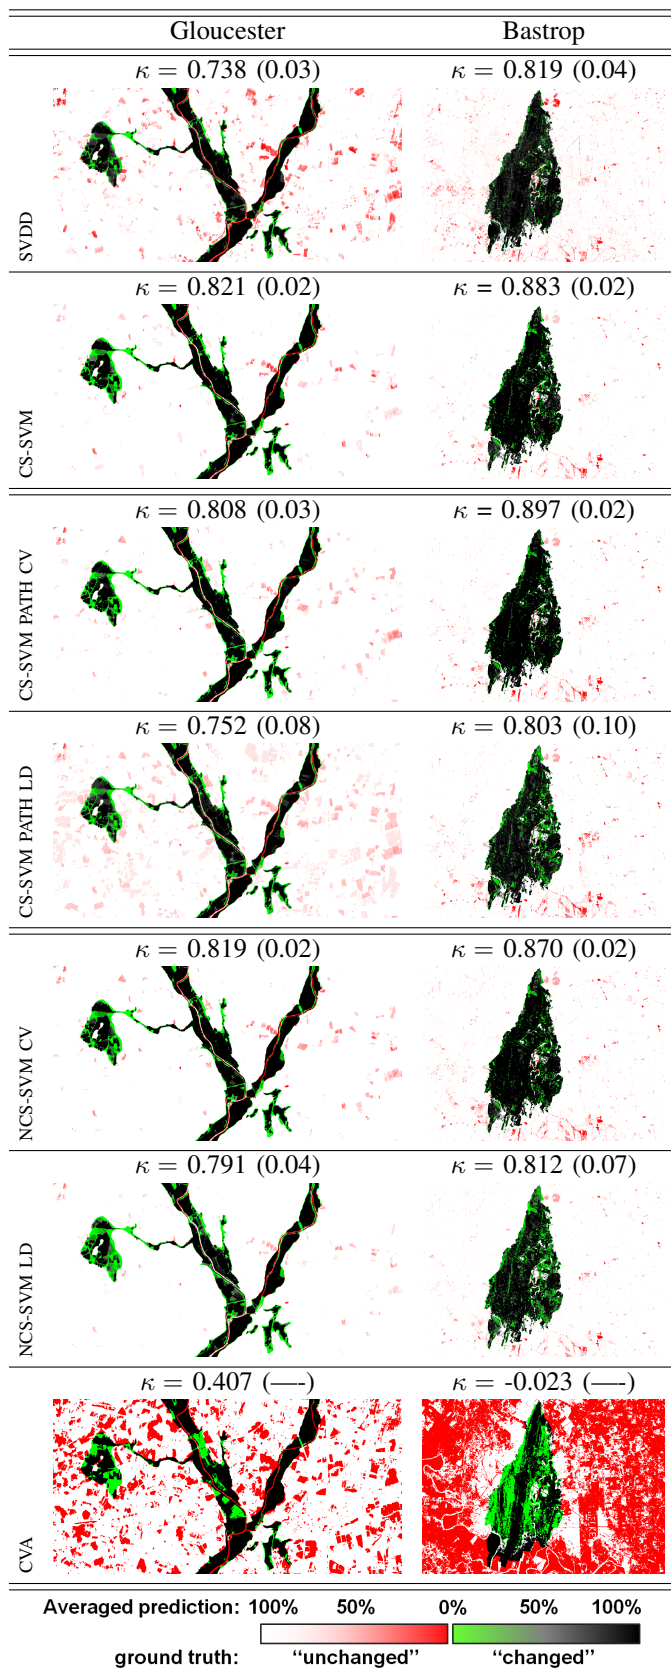 Gloucester Bastrop
κ = 0.738 (0.03) κ = 0.819 (0.04)
SVDD
κ = 0.821 (0.02) κ = 0.883 (0.02)
CS-SVM
κ = 0.808 (0.03) κ = 0.897 (0.02)
CS-SVM PATH CV
κ = 0.752 (0.08) κ = 0.803 (0.10)
CS-SVM PATH LD
κ = 0.819 (0.02) κ = 0.870 (0.02)
NCS-SVM CV
κ = 0.791 (0.04) κ = 0.812 (0.07)
NCS-SVM LD
κ = 0.407 (—-) κ = -0.023 (—-)
CVA
Averaged prediction: 100% 50% 0% 50% 100%
ground truth: “unchanged” “changed”